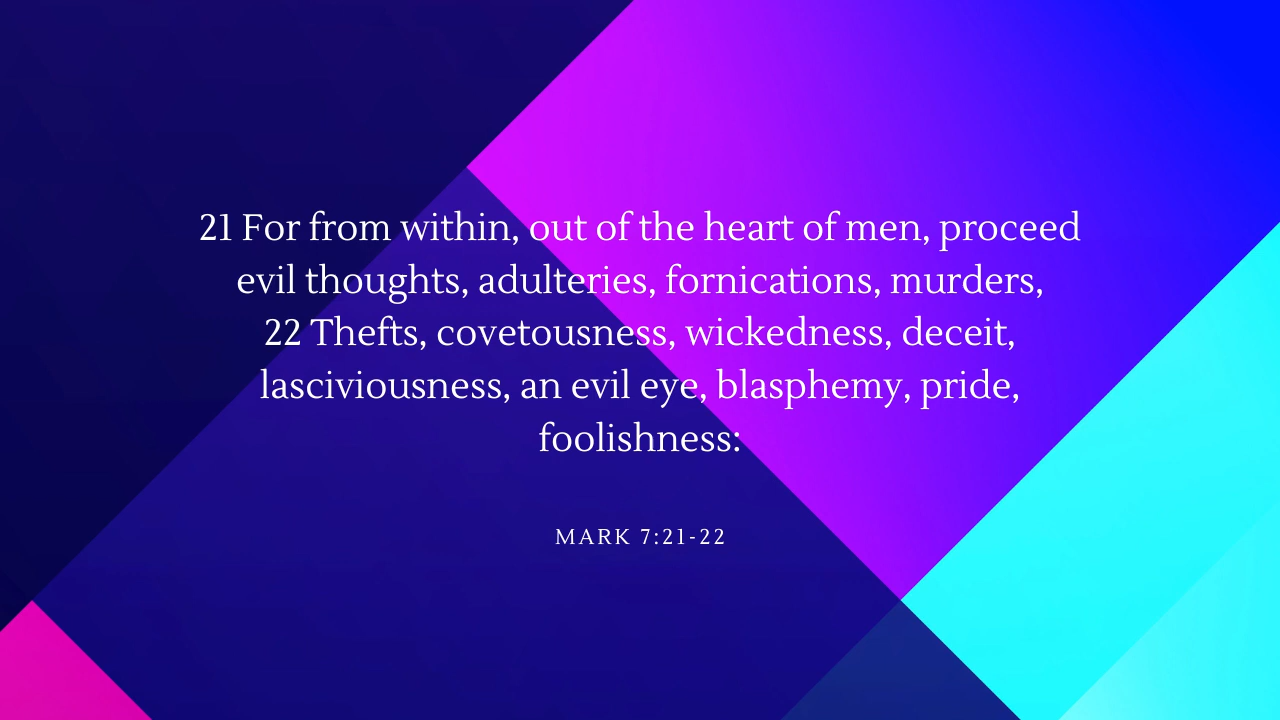 21 For from within, out of the heart of men, proceed
evil thoughts, adulteries, fornications, murders,
22 Thefts, covetousness, wickedness, deceit,
lasciviousness, an evil eye, blasphemy, pride,
foolishness:
MARK 7:21-22